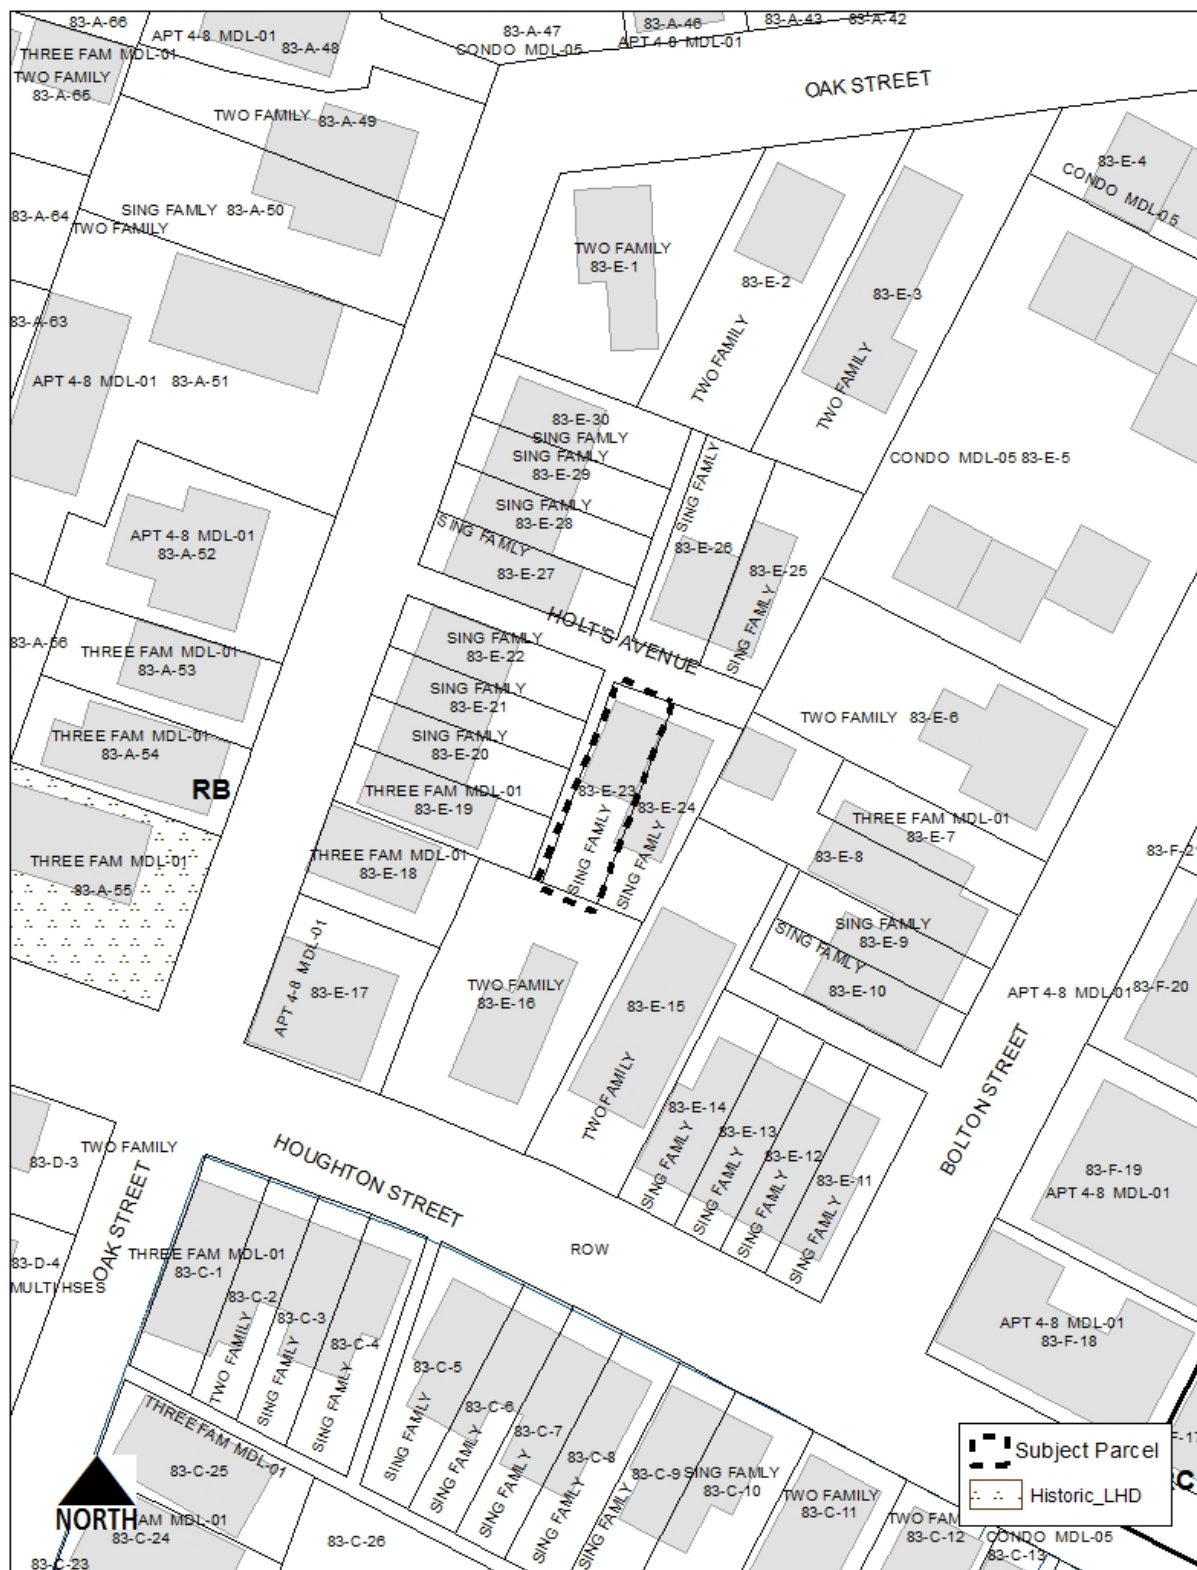 83-A-66
83-A-47
83-A-46
83-A-43
83-A-42
APT 4-8 MDL-01
83-A-48
CONDO MDL-05
APT 4-8 MDL-01
THREE FAM MDL-01
TWO FAMILY
83-A-65
OAK STREET
TWO FAMILY
83-A-49
83-E-4
CONDO MDL-05
83-A-64
SING FAMILY 83-A-50
TWO FAMILY
TWO FAMILY
83-E-1
83-E-2
83-E-3
83-A-63
TWO FAMILY
TWO FAMILY
APT 4-8 MDL-01 83-A-51
83-E-30
SING FAMLY
SING FAMLY
83-E-29
CONDO MDL-05 83-E-5
SING FAMLY
SING FAMLY
83-E-28
SING FAMLY
APT 4-8 MDL-01
83-A-52
83-E-26
83-E-27
83-E-25
SING FAMLY
HOLT'S AVENUE
83-A-56
THREE FAM MDL-01
83-A-53
SING FAMLY
83-E-22
SING FAMLY
83-E-21
TWO FAMILY 83-E-6
THREE FAM MDL-01
83-A-54
SING FAMLY
83-E-20
RB
THREE FAM MDL-01
83-E-19
83-E-23
83-E-24
SING FAMLY
SING FAMLY
THREE FAM MDL-01
83-E-7
83-E-8
83-F-21
THREE FAM MDL-01
83-A-55
THREE FAM MDL-01
83-E-18
SING FAMLY
83-E-9
SING FAMLY
83-E-10
APT 4-8 MDL-01
83-E-17
TWO FAMILY
83-E-16
83-E-15
TWO FAMILY
APT 4-8 MDL-01 83-F-20
BOLTON STREET
83-E-14
83-E-13
83-E-12
83-E-11
SING FAMLY
SING FAMLY
SING FAMLY
SING FAMLY
83-D-3
TWO FAMILY
HOUGHTON STREET
83-F-19
APT 4-8 MDL-01
OAK STREET
ROW
83-D-4
MULTI HSES
THREE FAM MDL-01
83-C-1
83-C-2
83-C-3
83-C-4
TWO FAMILY
SING FAMLY
SING FAMLY
APT 4-8 MDL-01
83-F-18
83-C-5
83-C-6
83-C-7
83-C-8
SING FAMLY
SING FAMLY
SING FAMLY
SING FAMLY
SING FAMLY
83-C-9
SING FAMLY
83-C-10
THREE FAM MDL-01
83-C-25
TWO FAMILY
83-C-11
TWO FAM
83-C-12
CONDO MDL-05
83-C-13
F-17
C
Subject Parcel
Historic_LHD
NORTH
FAM MDL-01
83-C-24
83-C-26
83-C-23